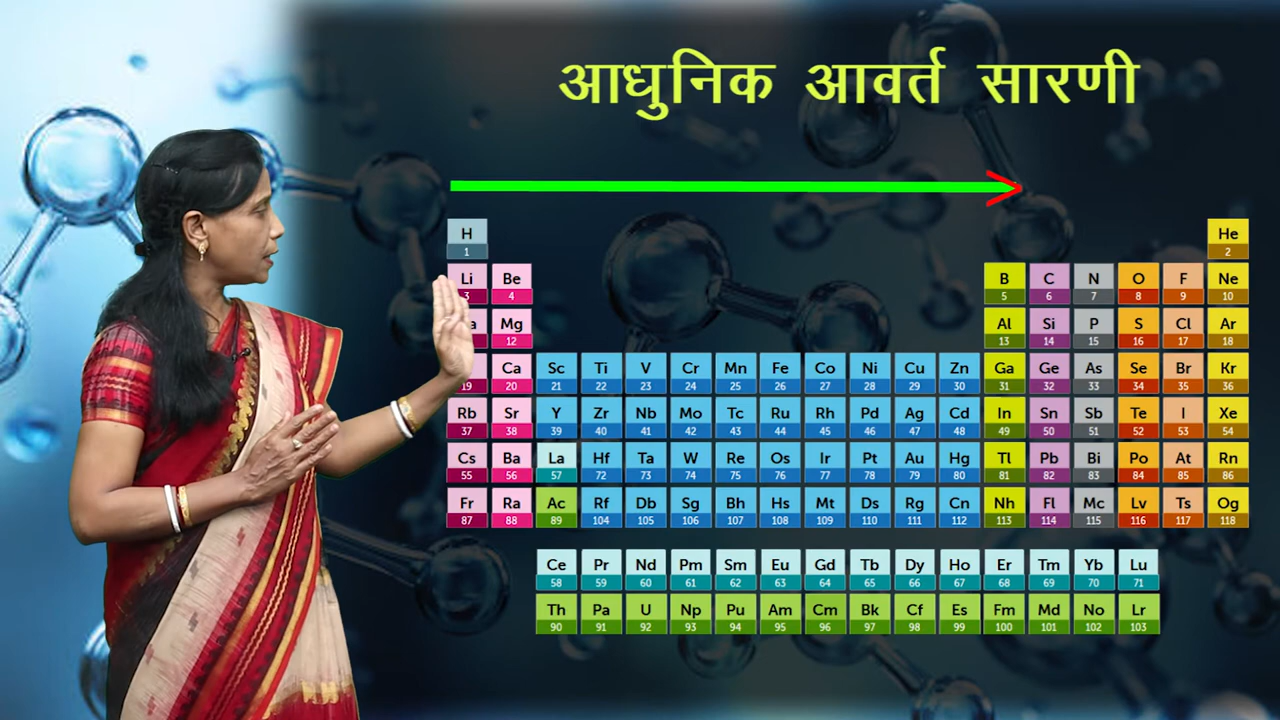 आधुनिक आवर्त सारणी
H He
1 2
Li Be B C N O F Ne
3 4 5 6 7 8 9 10
Mg Al Si P S Cl Ar
12 13 14 15 16 17 18
Ca Sc Ti V Cr Mn Fe Co Ni Cu Zn Ga Ge As Se Br Kr
19 20 21 22 23 24 25 26 27 28 29 30 31 32 33 34 35 36
Rb Sr Y Zr Nb Mo Tc Ru Rh Pd Ag Cd In Sn Sb Te I Xe
37 38 39 40 41 42 43 44 45 46 47 48 49 50 51 52 53 54
Cs Ba La Hf Ta W Re Os Ir Pt Au Hg Tl Pb Bi Po At Rn
55 56 57 72 73 74 75 76 77 78 79 80 81 82 83 84 85 86
Fr Ra Ac Rf Db Sg Bh Hs Mt Ds Rg Cn Nh Fl Mc Lv Ts Og
87 88 89 104 105 106 107 108 109 110 111 112 113 114 115 116 117 118
Ce Pr Nd Pm Sm Eu Gd Tb Dy Ho Er Tm Yb Lu
58 59 60 61 62 63 64 65 66 67 68 69 70 71
Th Pa U Np Pu Am Cm Bk Cf Es Fm Md No Lr
90 91 92 93 94 95 96 97 98 99 100 101 102 103